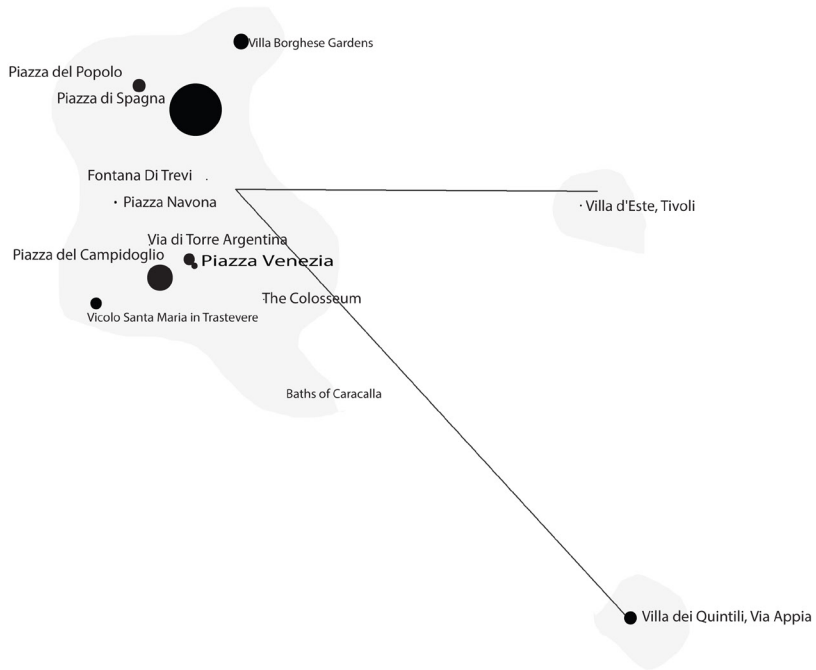 Villa Borghese Gardens
Piazza del Popolo
Piazza di Spagna
Fontana Di Trevi
Piazza Navona
Villa d'Este, Tivoli
Via di Torre Argentina
Piazza del Campidoglio
Piazza Venezia
The Colosseum
Vicolo Santa Maria in Trastevere
Baths of Caracalla
Villa dei Quintili, Via Appia